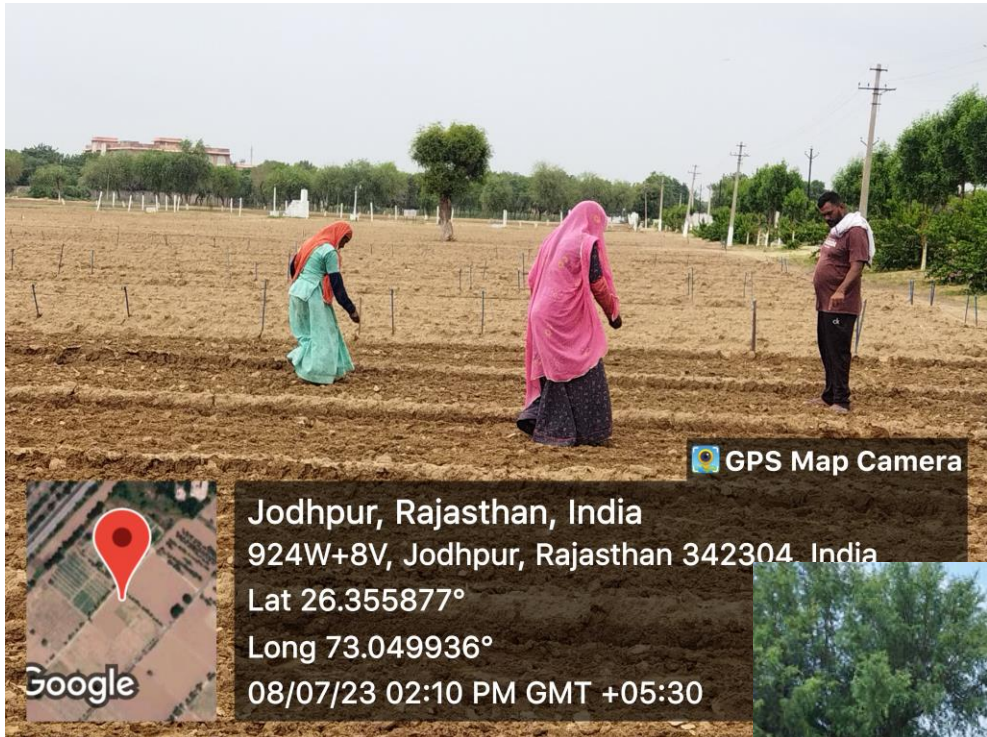 GPS Map Camera
Jodhpur, Rajasthan, India
924W+8V, Jodhpur, Rajasthan 342304, India
Lat 26.355877°
Long 73.049936°
08/07/23 02:10 PM GMT +05:30
Google